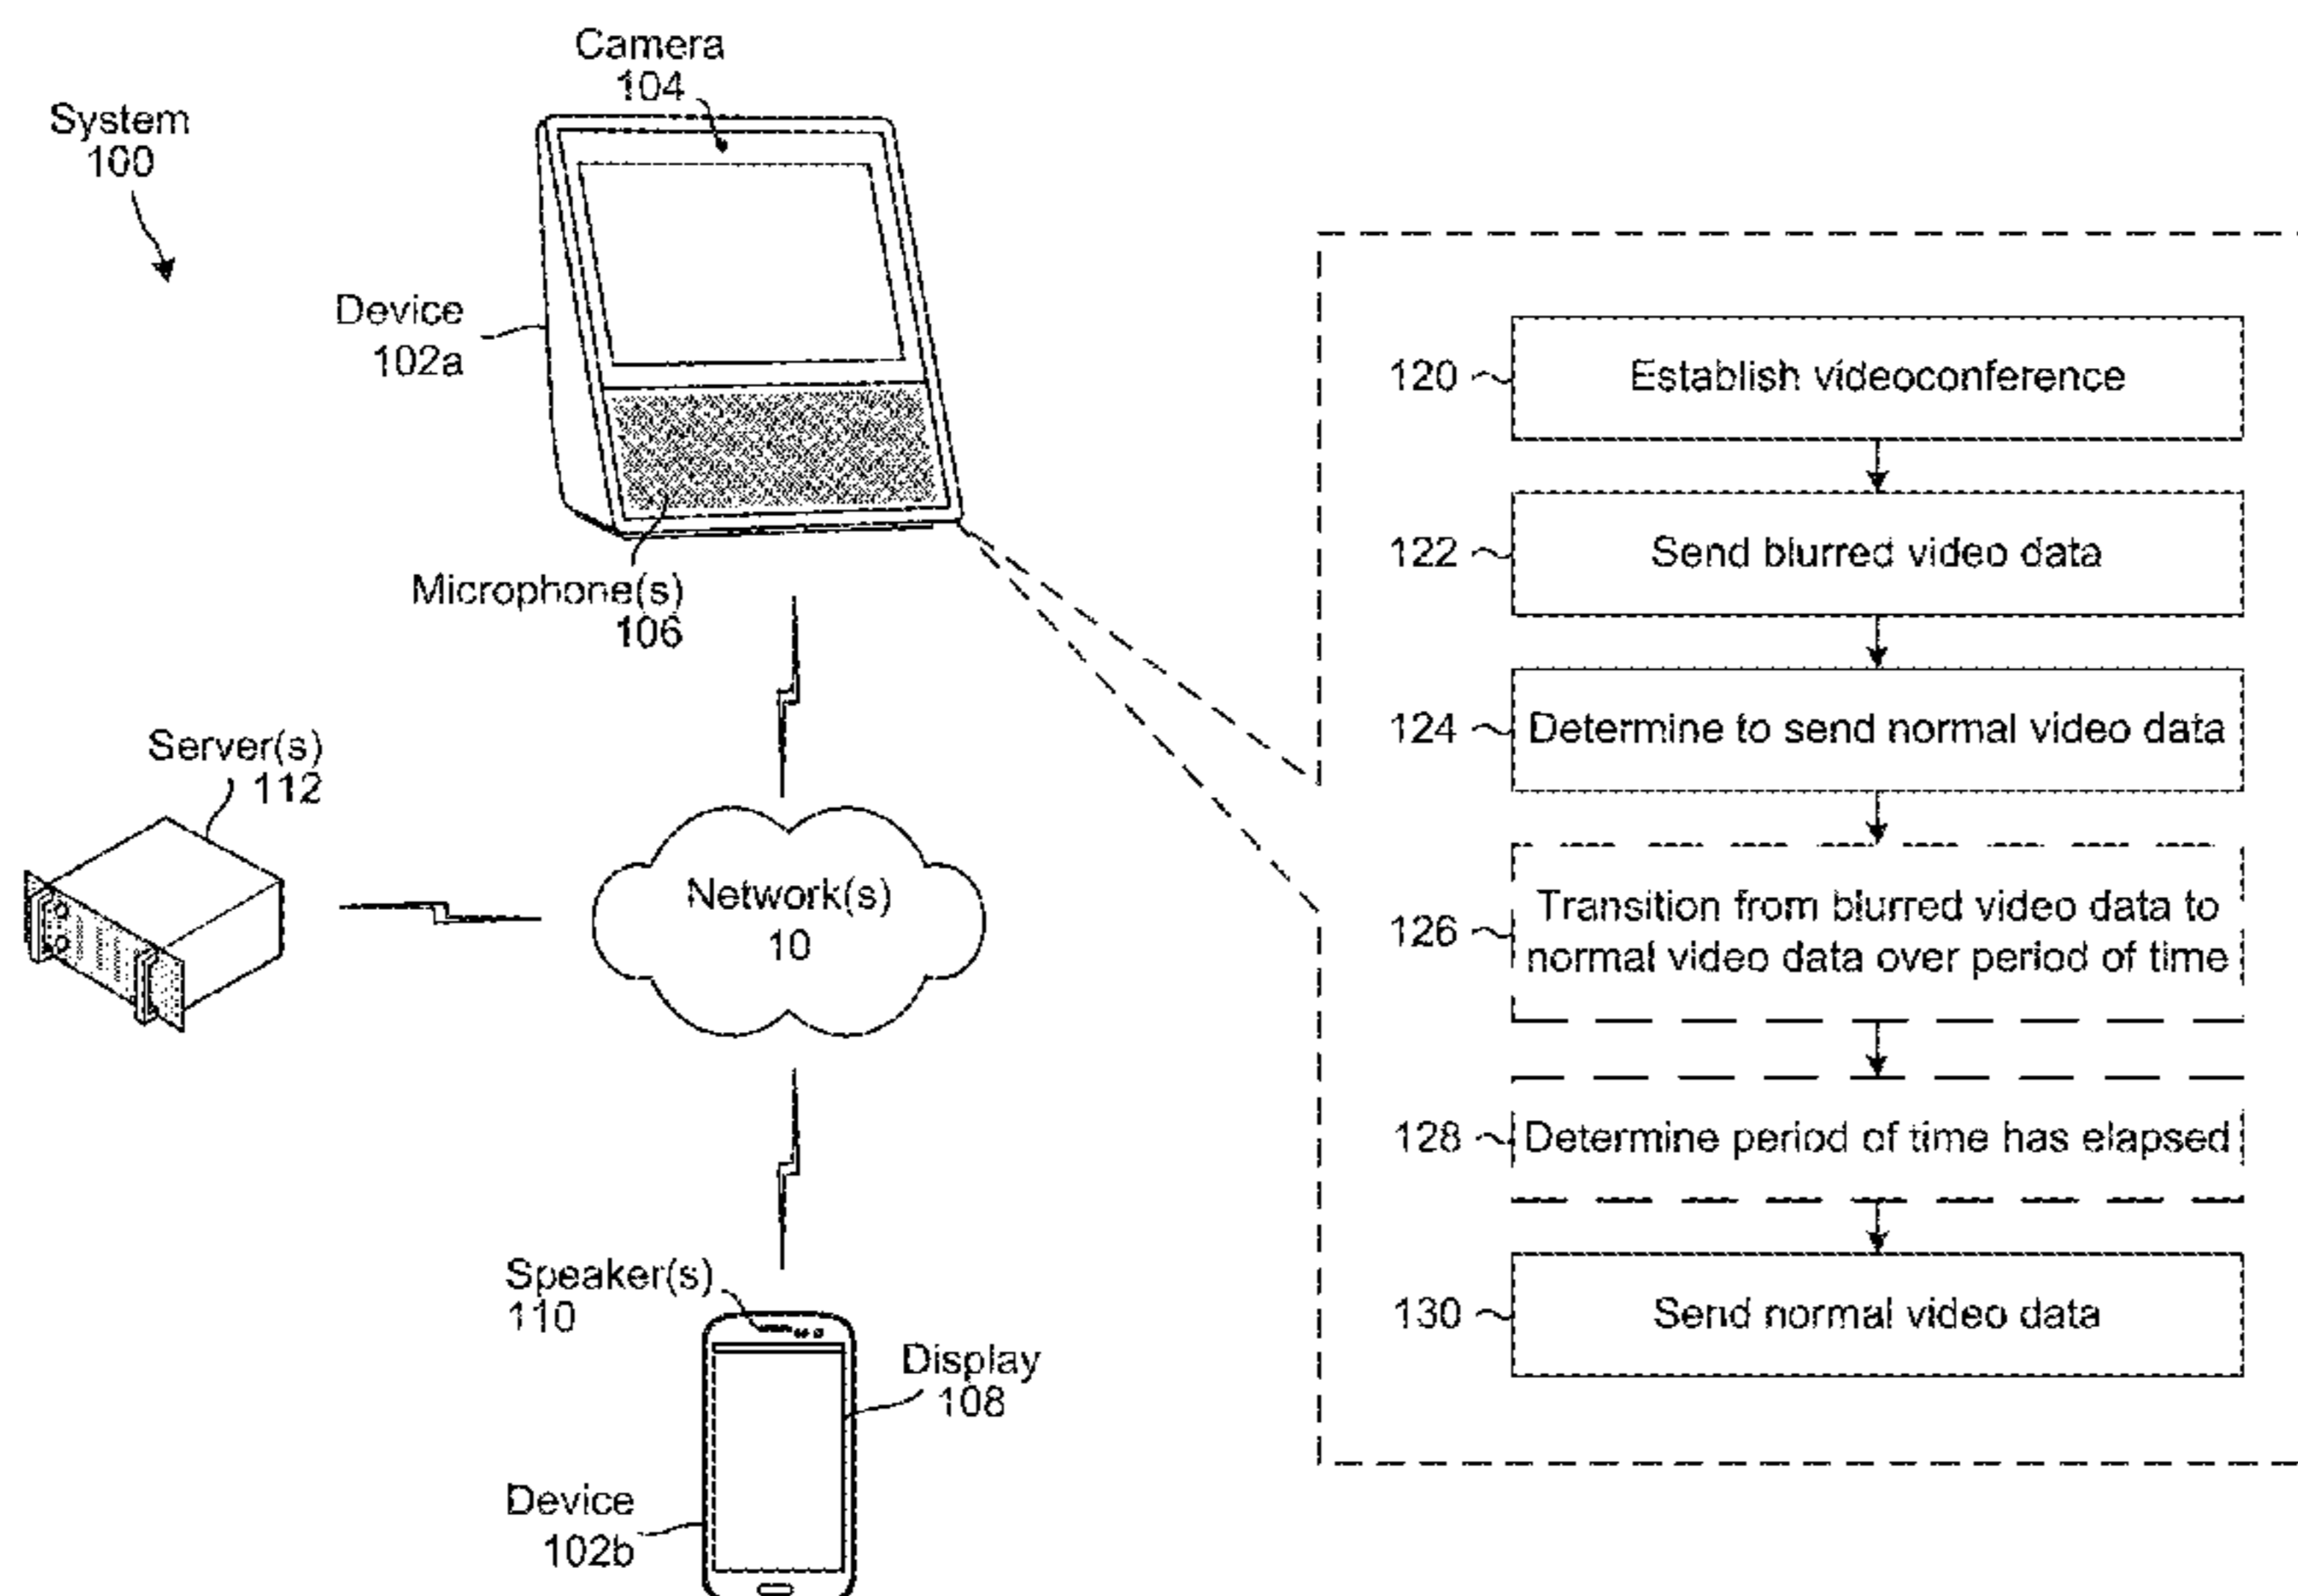 Camera
104
System
100
Device
102a
Microphone(s)
106
Server(s)
112
Network(s)
10
Speaker(s)
110
Display
108
Device
102b
120
Establish videoconference
122
Send blurred video data
124
Determine to send normal video data
126
Transition from blurred video data to
normal video data over period of time
128
Determine period of time has elapsed
130
Send normal video data